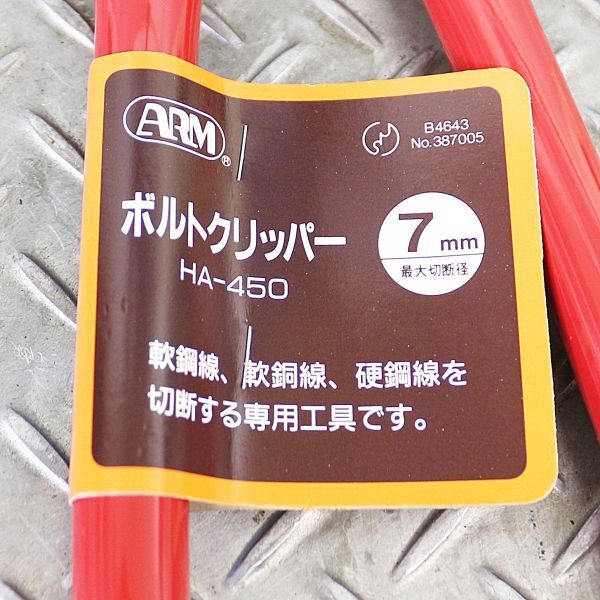 ARM®
B4643
No.387005
ボルトクリッパー
HA-450
7mm
最大切断径
軟鋼線、軟銅線、硬鋼線を
切断する専用工具です。